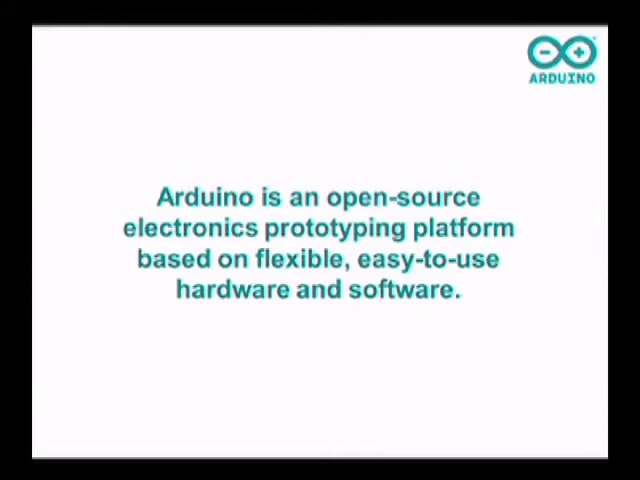 ARDUINO
Arduino is an open-source
electronics prototyping platform
based on flexible, easy-to-use
hardware and software.